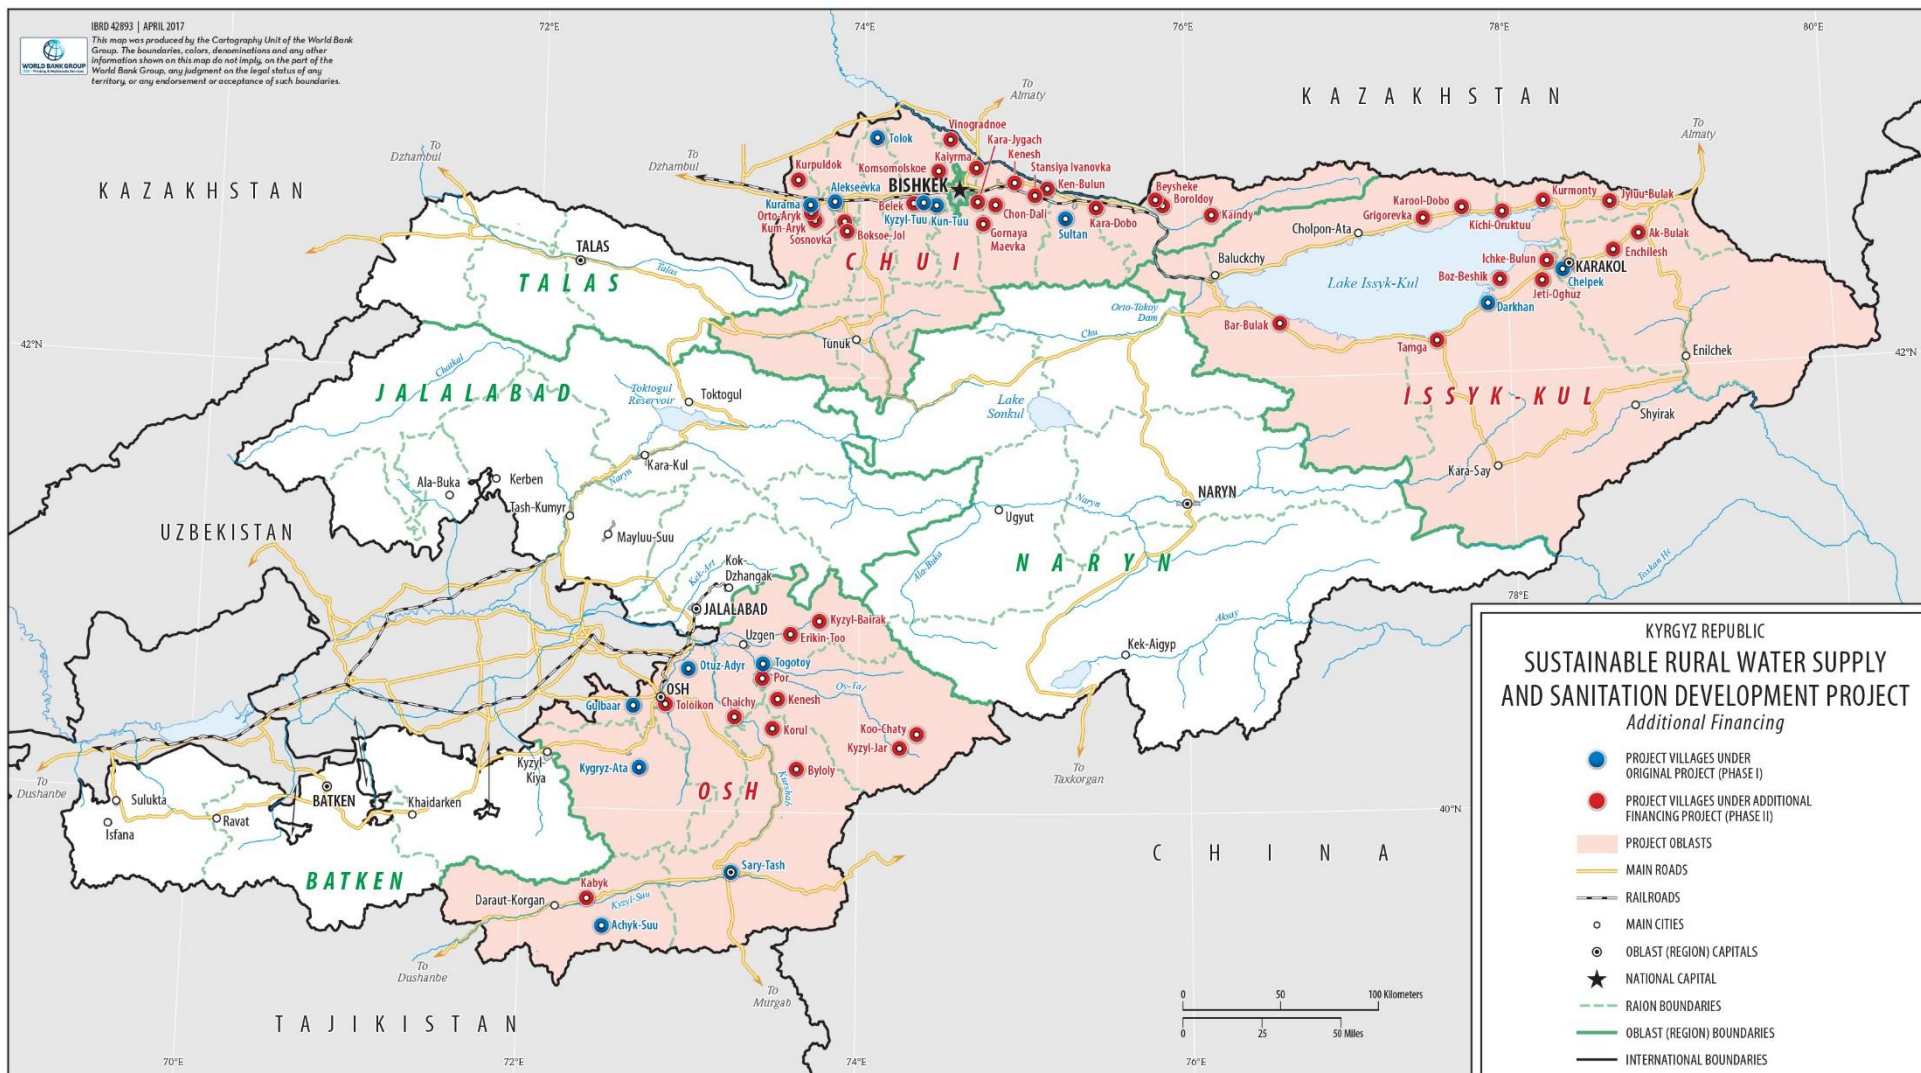 IBRD 42893 | APRIL 2017
This map was produced by the Cartography Unit of the World Bank
Group. The boundaries, colors, denominations and any other
information shown on this map do not imply, on the part of the
World Bank Group, any judgment on the legal status of any
territory, or any endorsement or acceptance of such boundaries.
WORLD BANK GROUP
72°E
74°E
76°E
78°E
80°E
KAZAKHSTAN
To
Almaty
To
Almaty
To
Dzhambul
To
Dzhambul
KAZAKHSTAN
Tolok
Vinogradnoe
Kara-Jygach
Kaiyrma
Kenesh
Komsomolskoe
Stansiya Ivanovka
Kurpuldok
Alekseevka
BISHKEK
Ken-Bulun
Kurama
Belek
Orto-Aryk
Kum-Aryk
Kyzyl-Tuu
Kun-Tuu
Chon-Dali
Sosnovka
Boksoe-Jol
Gornaya
Maevka
Sultan
Kara-Dobo
Beysheke
Boroldoy
Kaindy
CHUI
Karool-Dobo
Kurmonty
Jyluu-Bulak
Grigorevka
Kichi-Oruktuu
Cholpon-Ata
Ak-Bulak
Enchilesh
Ichke-Bulun
KARAKOL
Boz-Beshik
Chelpek
Jeti-Oghuz
Darkhan
Baluckchy
Lake Issyk-Kul
Bar-Bulak
Tamga
Enilchek
ISSYK-KUL
Shyirak
Kara-Say
TALAS
Talas
TALAS
Tunuk
Orto-Tokoy
Dam
Chu
42°N
42°N
Chatkal
JALALABAD
Toktogul
Reservoir
Toktogul
Lake
Sonkul
Kara-Kul
Naryn
Ala-Buka
Kerben
Tash-Kumyr
Mayluu-Suu
UZBEKISTAN
Ugyut
Naryn
NARYN
Ala-Buka
NARYN
Toxkan He
Kek-Art
Kok-
Dzhangak
JALALABAD
Uzgen
Kyzyl-Bairak
Erikin-Too
Otuz-Adyr
Togotoy
Por
Oy-Tal
OSH
Toloikon
Chaichy
Kenesh
Gulbaar
Korul
Koo-Chaty
Kyzyl-Jar
Byloly
Kygryz-Ata
Kurshab
OSH
Kek-Aigyp
Aksay
To
Taxkorgan
Kyzyl-
Kiya
To
Dushanbe
Sulukta
Isfana
Ravat
BATKEN
Khaidarken
BATKEN
Sary-Tash
Kabyk
Daraut-Korgan
Kyzyl-Suu
Achyk-Suu
To
Dushanbe
To
Murgab
CHINA
TAJIKISTAN
40°N
40°N
78°E
70°E
72°E
74°E
76°E
0 50 100 Kilometers
0 25 50 Miles
KYRGYZ REPUBLIC
SUSTAINABLE RURAL WATER SUPPLY
AND SANITATION DEVELOPMENT PROJECT
Additional Financing
PROJECT VILLAGES UNDER
ORIGINAL PROJECT (PHASE I)
PROJECT VILLAGES UNDER ADDITIONAL
FINANCING PROJECT (PHASE II)
PROJECT OBLASTS
MAIN ROADS
RAILROADS
MAIN CITIES
OBLAST (REGION) CAPITALS
NATIONAL CAPITAL
RAION BOUNDARIES
OBLAST (REGION) BOUNDARIES
INTERNATIONAL BOUNDARIES